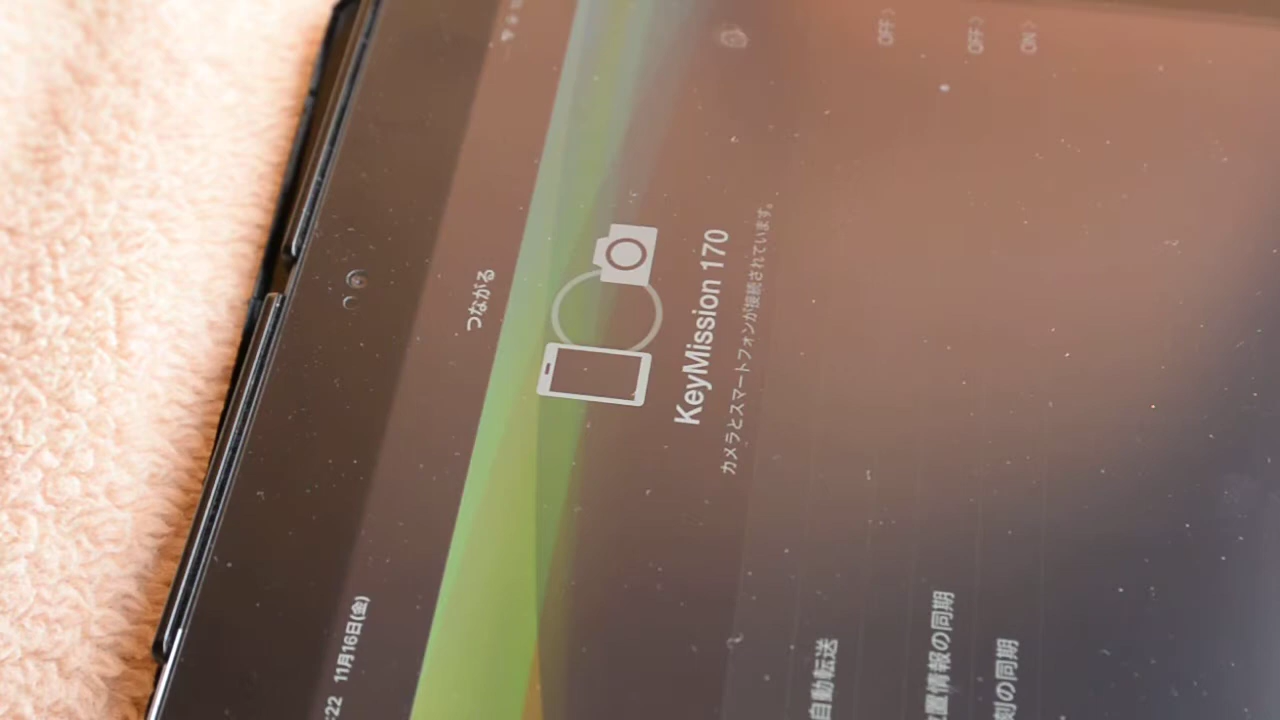 :22 11月16日(金)
つながる
KeyMission 170
カメラとスマートフォンが接続されています。
自動転送
OFF >
位置情報の同期
OFF >
刻の同期
ON >